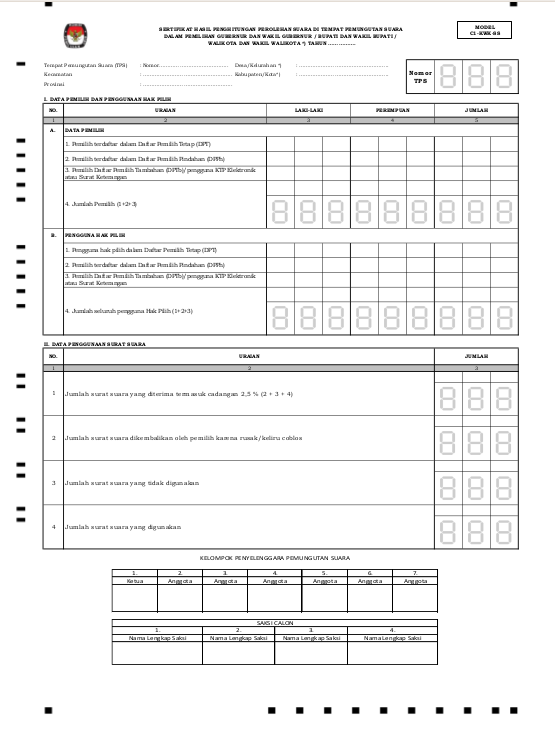 SERTIFIKAT HASIL PENGHITUNGAN PEROLEHAN SUARA DI TEMPAT PEMUNGUTAN SUARA
DALAM PEMILIHAN GUBERNUR DAN WAKIL GUBERNUR / BUPATI DAN WAKIL BUPATI /
WALIKOTA DAN WAKIL WALIKOTA *) TAHUN ...............
MODEL
C1-KWK-SS
Tempat Pemungutan Suara (TPS) : Nomor................................ Desa/Kelurahan *) : ................................
Kecamatan : ................................ Kabupaten/Kota*) : ................................
Provinsi : ................................
Nomor
TPS
I. DATA PEMILIH DAN PENGGUNAAN HAK PILIH
NO. URAIAN LAKI-LAKI PEREMPUAN JUMLAH
1 2 3 4 5
A. DATA PEMILIH
1. Pemilih terdaftar dalam Daftar Pemilih Tetap (DPT)
2. Pemilih terdaftar dalam Daftar Pemilih Pindahan (DPPh)
3. Pemilih Daftar Pemilih Tambahan (DPTb)/pengguna KTP Elektronik
atau Surat Keterangan
4. Jumlah Pemilih (1+2+3)
B. PENGGUNA HAK PILIH
1. Pengguna hak pilih dalam Daftar Pemilih Tetap (DPT)
2. Pemilih terdaftar dalam Daftar Pemilih Pindahan (DPPh)
3. Pemilih Daftar Pemilih Tambahan (DPTb)/pengguna KTP Elektronik
atau Surat Keterangan
4. Jumlah seluruh pengguna Hak Pilih (1+2+3)
II. DATA PENGGUNAAN SURAT SUARA
NO. URAIAN JUMLAH
1 2 3
1 Jumlah surat suara yang diterima termasuk cadangan 2,5 % (2 + 3 + 4)
2 Jumlah surat suara dikembalikan oleh pemilih karena rusak/keliru coblos
3 Jumlah surat suara yang tidak digunakan
4 Jumlah surat suara yang digunakan
KELOMPOK PENYELENGGARA PEMUNGUTAN SUARA
1. 2. 3. 4. 5. 6. 7.
Ketua Anggota Anggota Anggota Anggota Anggota Anggota
SAKSI CALON
1. 2. 3. 4.
Nama Lengkap Saksi Nama Lengkap Saksi Nama Lengkap Saksi Nama Lengkap Saksi